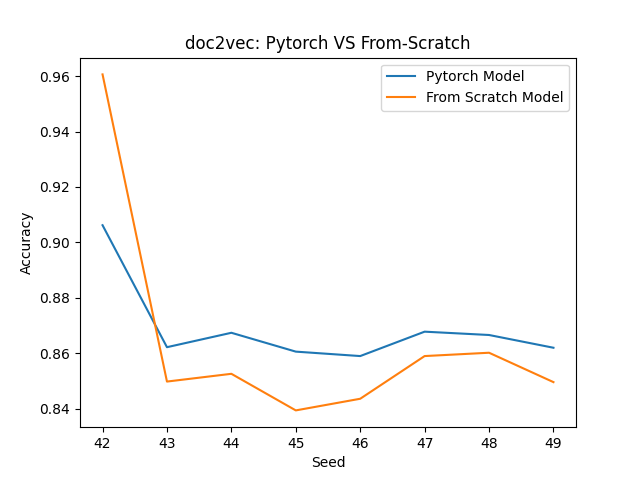 doc2vec: Pytorch VS From-Scratch
Pytorch Model
From Scratch Model
Accuracy
0.96
0.94
0.92
0.90
0.88
0.86
0.84
42 43 44 45 46 47 48 49
Seed